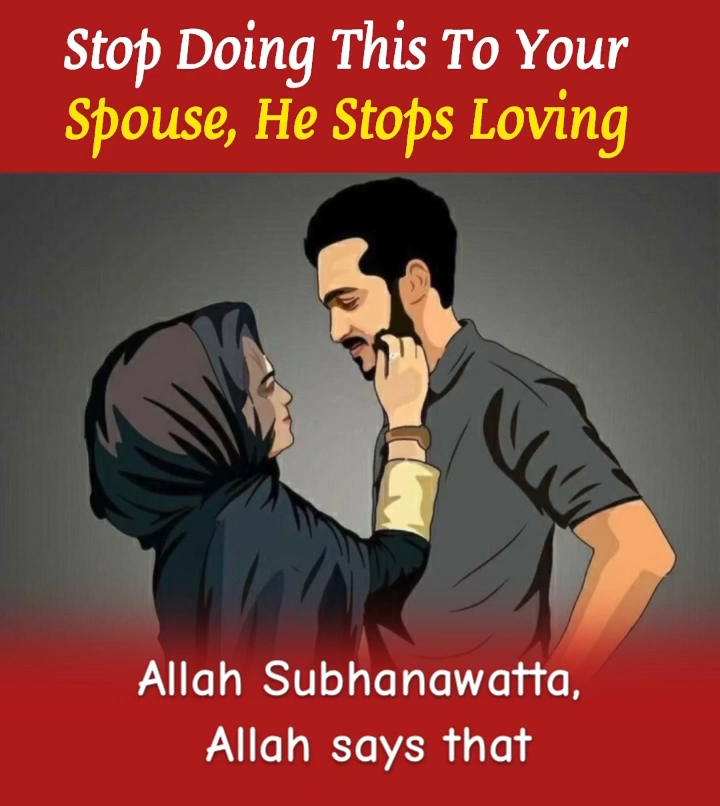 Stop Doing This To Your
Spouse, He Stops Loving
Allah Subhanawatta,
Allah says that